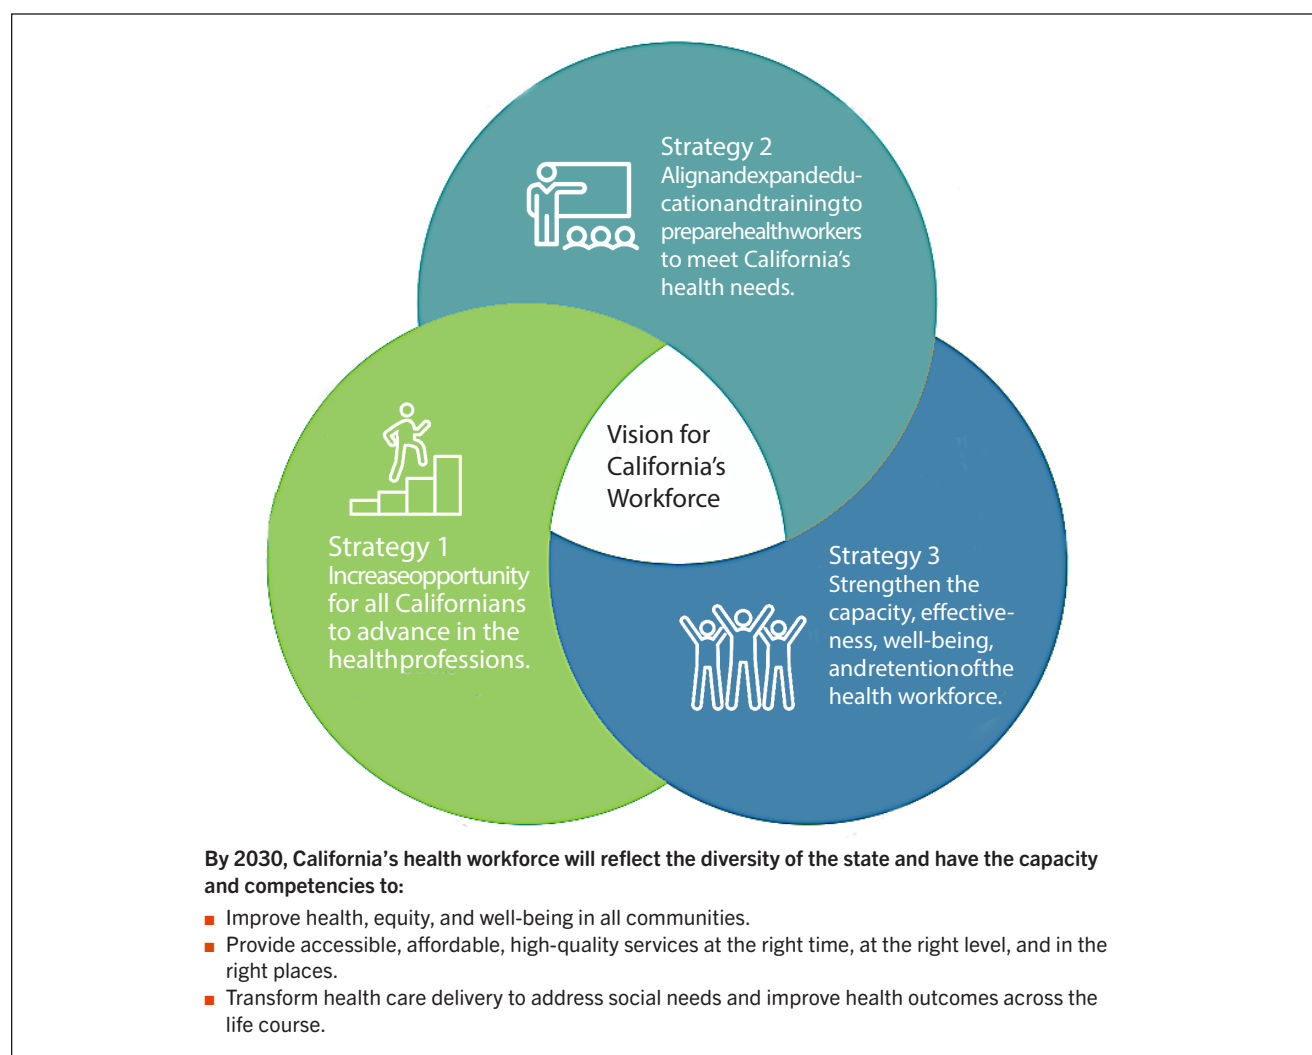 Strategy 2
Alignandexpandedu-
cationandtrainingto
preparehealthworkers
to meet California’s
health needs.
Vision for
California’s
Workforce
Strategy 1
Increaseopportunity
for all Californians
to advance in the
healthprofessions.
Strategy 3
Strengthen the
capacity, effective-
ness, well-being,
andretentionofthe
health workforce.
By 2030, California’s health workforce will reflect the diversity of the state and have the capacity
and competencies to:
■ Improve health, equity, and well-being in all communities.
■ Provide accessible, affordable, high-quality services at the right time, at the right level, and in the
right places.
■ Transform health care delivery to address social needs and improve health outcomes across the
life course.